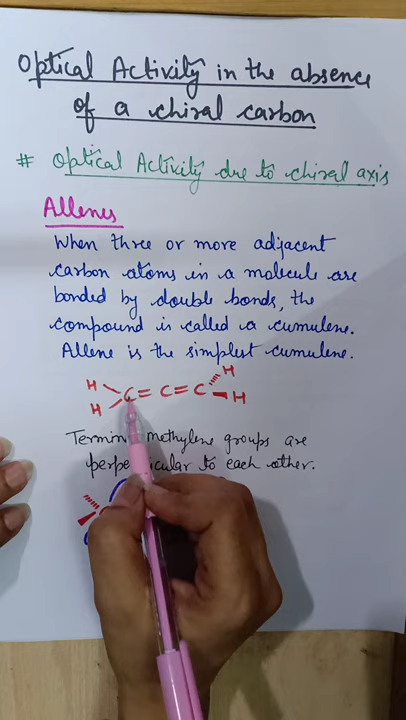 Optical Activity in the absence
of a chiral carbon
# Optical Activity due to chiral axis
Allenes
When three or more adjacent
carbon atoms in a molecule are
bonded by double bonds, the
compound is called a cumulene.
Allene is the simplest cumulene.
H H
C = C = C
H H
methylene groups are
to each other.